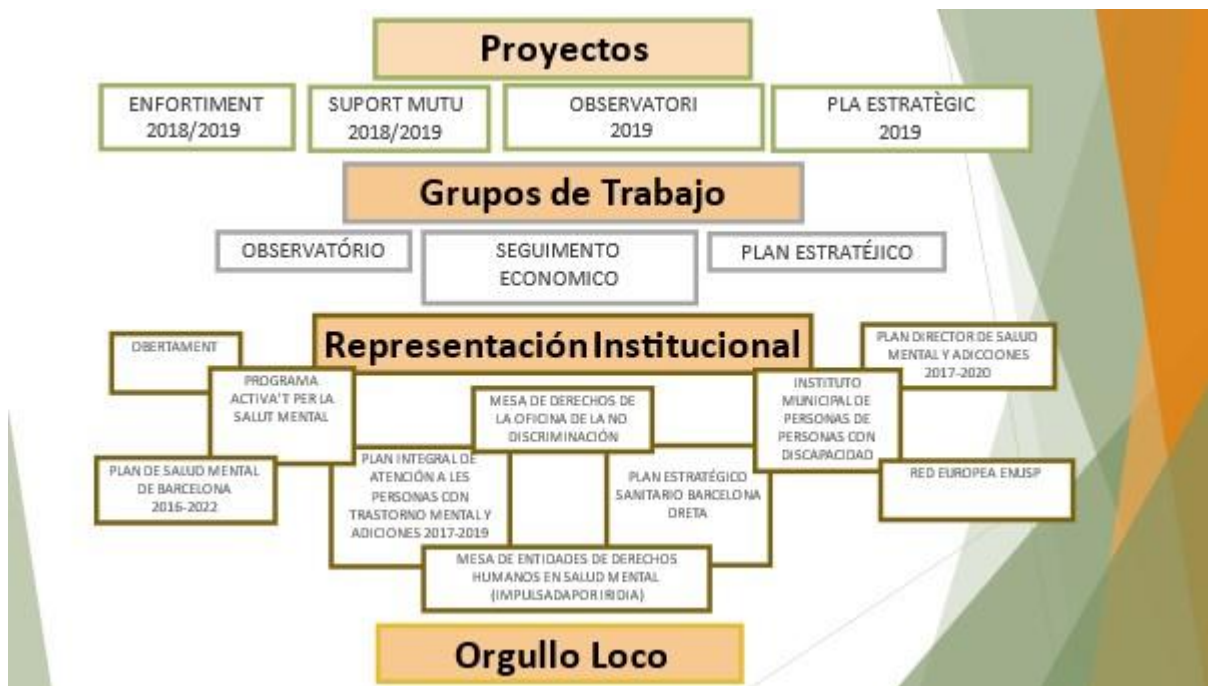 Proyectos
ENFORTIMENT
2018/2019
SUPORT MUTU
2018/2019
OBSERVATORI
2019
PLA ESTRATÈGIC
2019
Grupos de Trabajo
OBSERVATÓRIO
SEGUIMENTO
ECONOMICO
PLAN ESTRATÉJICO
Representación Institucional
OBERTAMENT
PLAN DIRECTOR DE SALUD
MENTAL Y ADICCIONES
2017-2020
PROGRAMA
ACTIVA'T PER LA
SALUT MENTAL
MESA DE DERECHOS DE
LA OFICINA DE LA NO
DISCRIMINACIÓN
INSTITUTO
MUNICIPAL DE
PERSONAS DE
PERSONAS CON
DISCAPACIDAD
PLAN DE SALUD MENTAL
DE BARCELONA
2016-2022
PLAN INTEGRAL DE
ATENCIÓN A LES
PERSONAS CON
TRASTORNO MENTAL Y
ADICIONES 2017-2019
PLAN ESTRATÉGICO
SANITARIO BARCELONA
DRETA
RED EUROPEA ENUSP
MESA DE ENTIDADES DE DERECHOS
HUMANOS EN SALUD MENTAL
(IMPULSADAPOR IRIDIA)
Orgullo Loco